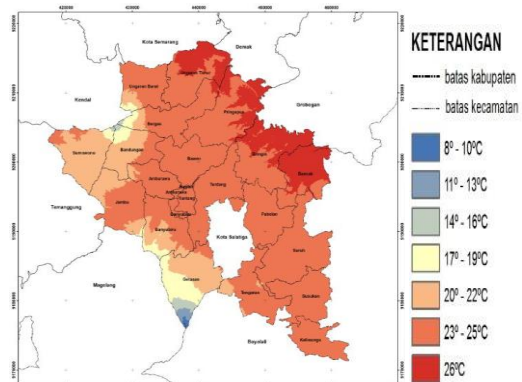 KETERANGAN
batas kabupaten
batas kecamatan
8º - 10ºC
11º - 13ºC
14º - 16ºC
17º - 19ºC
20º - 22ºC
23º - 25ºC
26ºC
Kota Semarang
Demak
Kendal
Grobogan
Temanggung
Magelang
Boyolali
Kota Salatiga
Ungaran Timur
Ungaran Barat
Pringapus
Bergas
Bandungan
Sumowono
Bawen
Bringin
Bancak
Ambarawa
Tuntang
Jambu
Banyubiru
Pabelan
Suruh
Getasan
Tengaran
Susukan
Kaliwungu